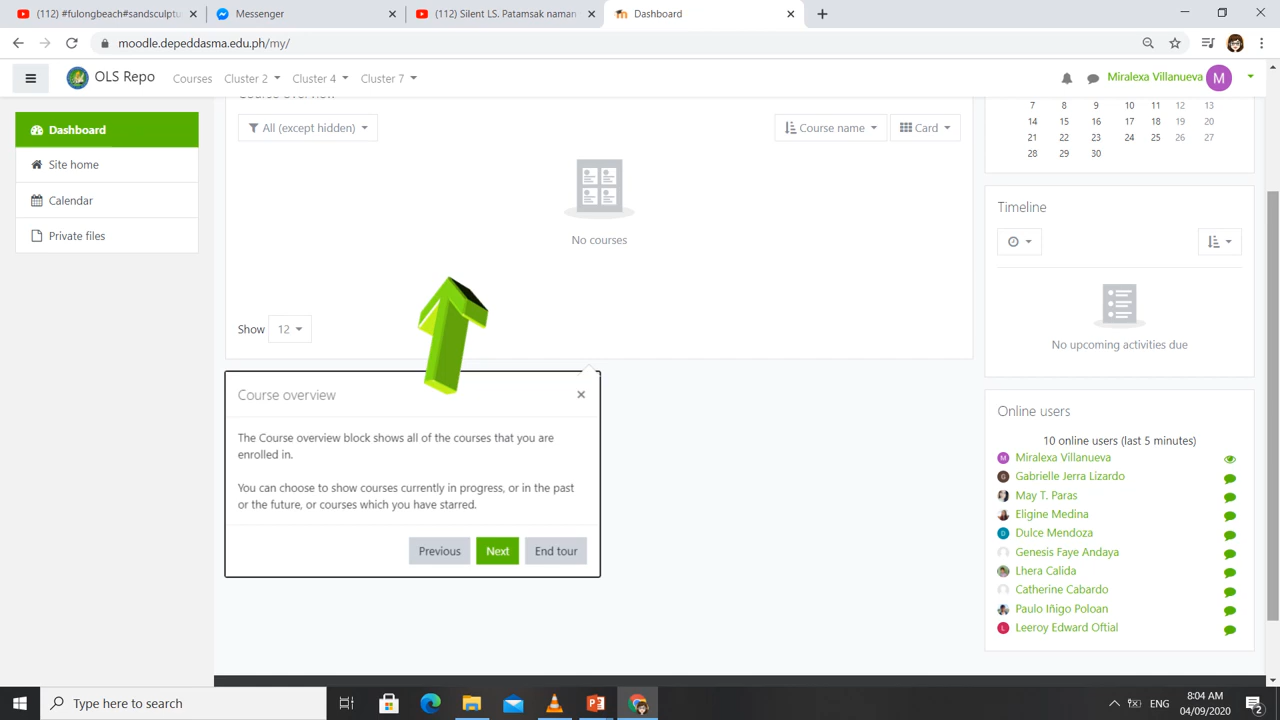 (112) #fulongbeach#sandsculptu
Messenger
(112) Silent LS. Patamsak naman
Dashboard
moodle.depeddasma.edu.ph/my/
OLS Repo
Courses
Cluster 2
Cluster 4
Cluster 7
Miralexa Villanueva
M
Dashboard
Site home
Calendar
Private files
All (except hidden)
Course name
Card
No courses
Show 12
Course overview
The Course overview block shows all of the courses that you are
enrolled in.
You can choose to show courses currently in progress, or in the past
or the future, or courses which you have starred.
Previous
Next
End tour
7 8 9 10 11 12 13
14 15 16 17 18 19 20
21 22 23 24 25 26 27
28 29 30
Timeline
No upcoming activities due
Online users
10 online users (last 5 minutes)
M Miralexa Villanueva
G Gabrielle Jerra Lizardo
May T. Paras
Eligine Medina
D Dulce Mendoza
Genesis Faye Andaya
Lhera Calida
Catherine Cabardo
Paulo Iñigo Poloan
L Leeroy Edward Oftial
Type here to search
ENG
8:04 AM
04/09/2020
2